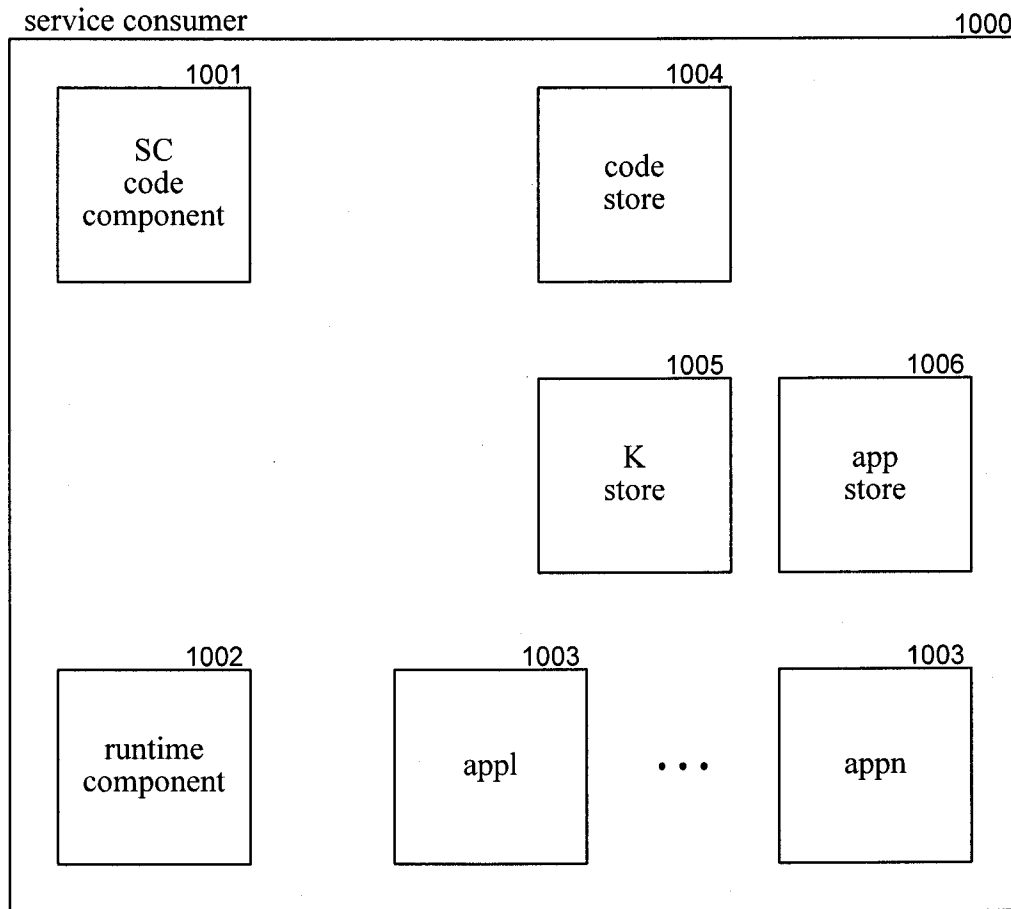 service consumer 1000
1001 1004
SC
code
component
code
store
1005 1006
K
store
app
store
1002 1003 1003
runtime
component
appl
• • •
appn